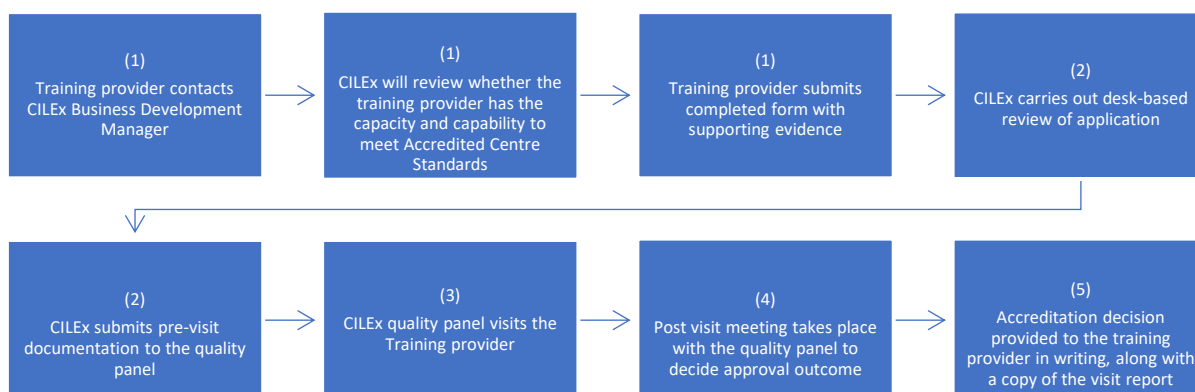 (1)
Training provider contacts
CILEx Business Development
Manager
(1)
CILEx will review whether the
training provider has the
capacity and capability to
meet Accredited Centre
Standards
(1)
Training provider submits
completed form with
supporting evidence
(2)
CILEx carries out desk-based
review of application
(2)
CILEx submits pre-visit
documentation to the quality
panel
(3)
CILEx quality panel visits the
Training provider
(4)
Post visit meeting takes place
with the quality panel to
decide approval outcome
(5)
Accreditation decision
provided to the training
provider in writing, along with
a copy of the visit report